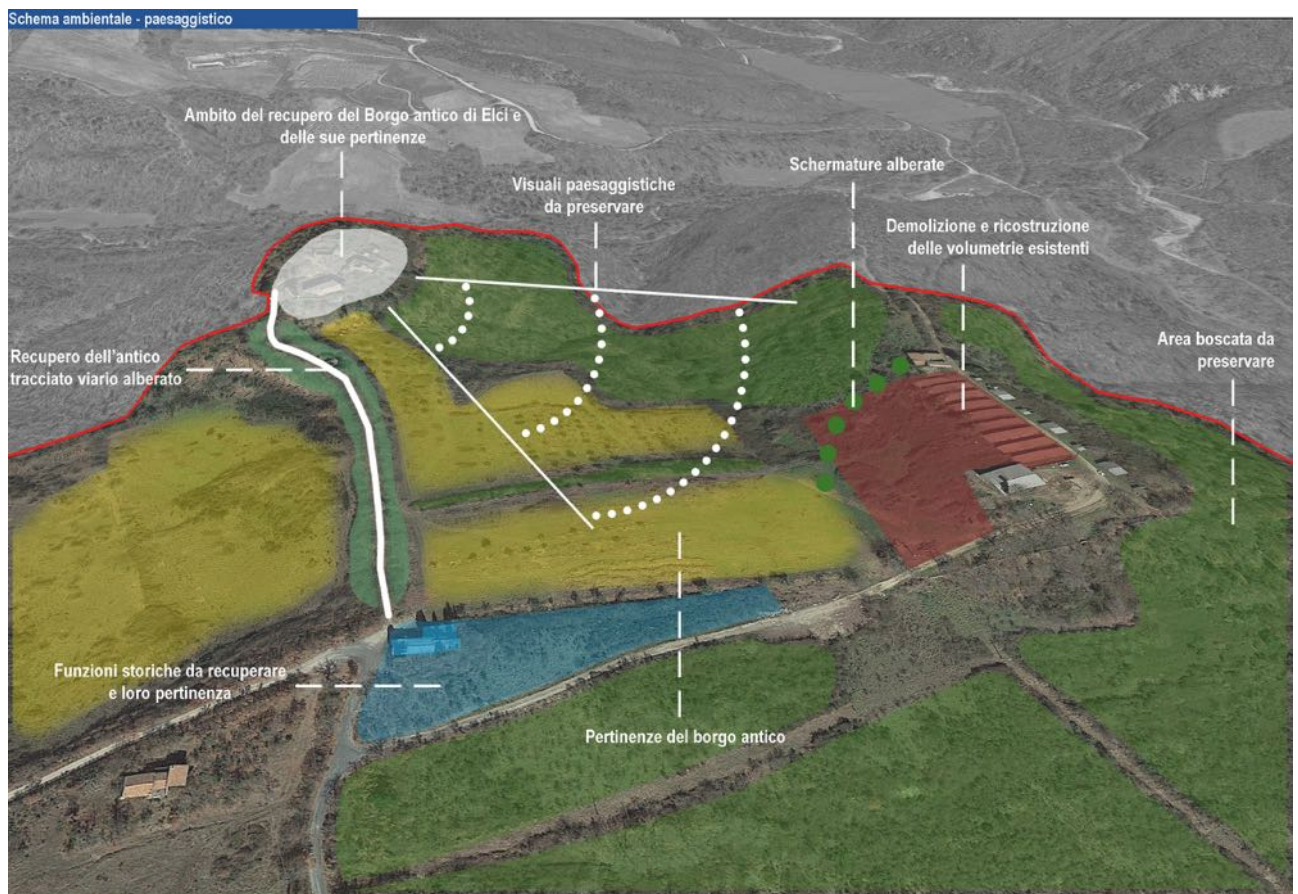 Schema ambientale - paesaggistico
Ambito del recupero del Borgo antico di Elci e
delle sue pertinenze
Visuali paesaggistiche
da preservare
Schermature alberate
Demolizione e ricostruzione
delle volumetrie esistenti
Area boscata da
preservare
Recupero dell'antico
tracciato viario alberato
Funzioni storiche da recuperare
e loro pertinenza
Pertinenze del borgo antico